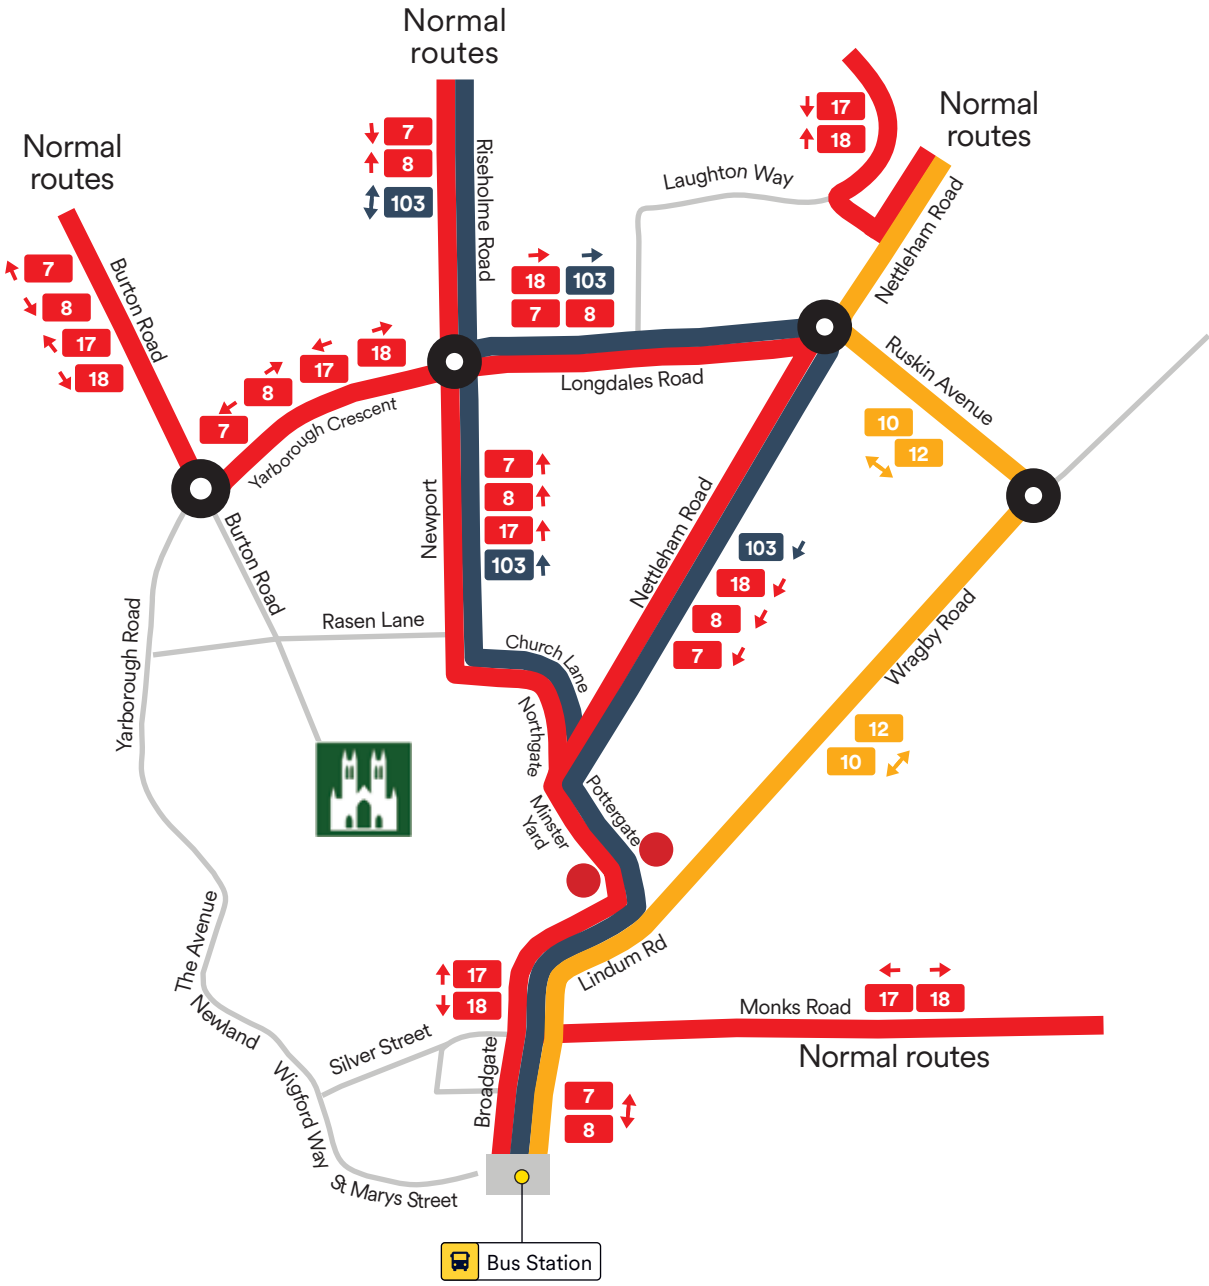 Normal
routes
Normal
routes
Normal
routes
7
8
103
Riseholme Road
17
18
Laughton Way
Nettleham Road
Burton Road
7
8
17
18
18
103
7
8
Longdales Road
7
8
17
18
Yarborough Crescent
Ruskin Avenue
10
12
Newport
7
8
17
103
Nettleham Road
103
18
8
7
Burton Road
Rasen Lane
Yarborough Road
Church Lane
Northgate
Minster
Yard
Pottergate
Wragby Road
12
10
The Avenue
Newland
Lindum Rd
17
18
Monks Road
17
18
Normal routes
Silver Street
Broadgate
Wigford Way
7
8
St Marys Street
Bus Station